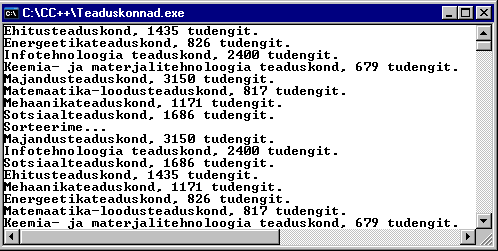 C:\CC++\Teaduskonnad.exe
Ehitusteaduskond, 1435 tudengit.
Energeetikateaduskond, 826 tudengit.
Infotehnoloogia teaduskond, 2400 tudengit.
Keemia- ja materjalitehnoloogia teaduskond, 679 tudengit.
Majandusteaduskond, 3150 tudengit.
Matemaatika-loodusteaduskond, 817 tudengit.
Mehaanikateaduskond, 1171 tudengit.
Sotsiaalteaduskond, 1686 tudengit.
Sorteerime...
Majandusteaduskond, 3150 tudengit.
Infotehnoloogia teaduskond, 2400 tudengit.
Sotsiaalteaduskond, 1686 tudengit.
Ehitusteaduskond, 1435 tudengit.
Mehaanikateaduskond, 1171 tudengit.
Energeetikateaduskond, 826 tudengit.
Matemaatika-loodusteaduskond, 817 tudengit.
Keemia- ja materjalitehnoloogia teaduskond, 679 tudengit.